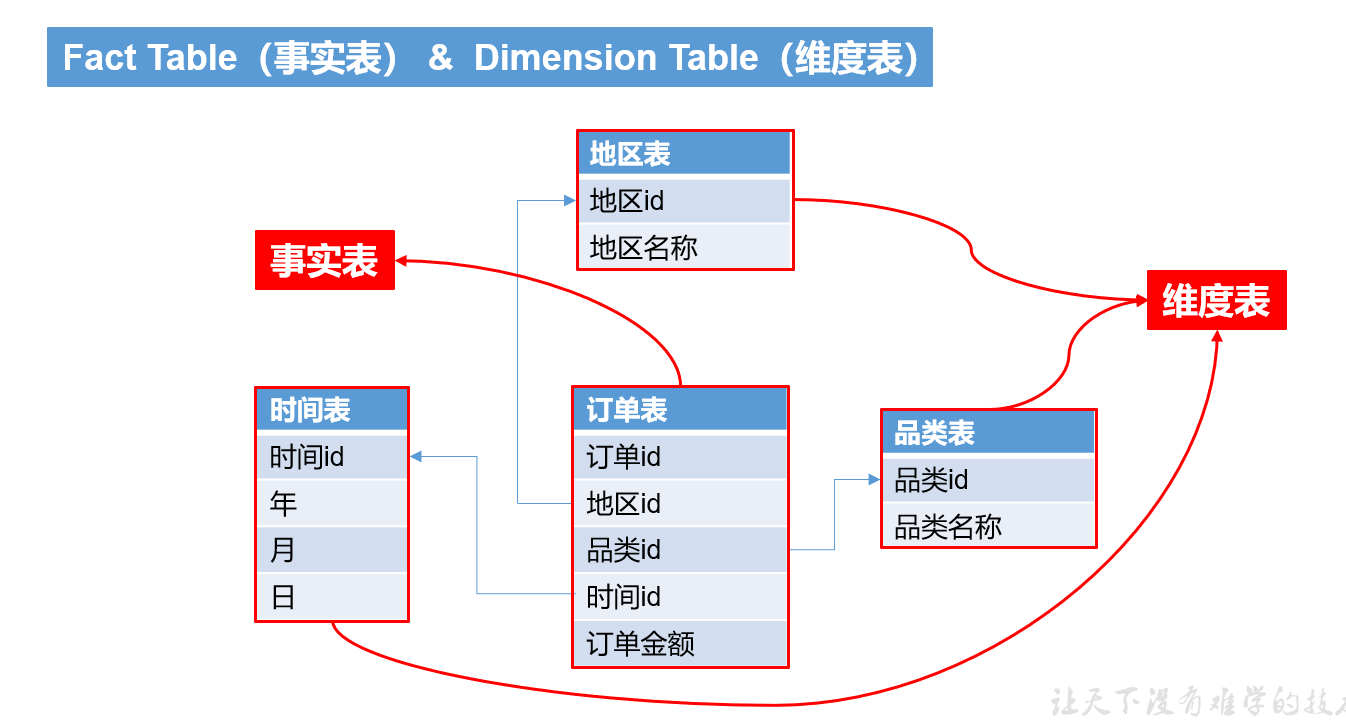 Fact Table（事实表） & Dimension Table（维度表）
地区表
地区id
地区名称
事实表
维度表
时间表
时间id
年
月
日
订单表
订单id
地区id
品类id
时间id
订单金额
品类表
品类id
品类名称
让天下没有难学的技术